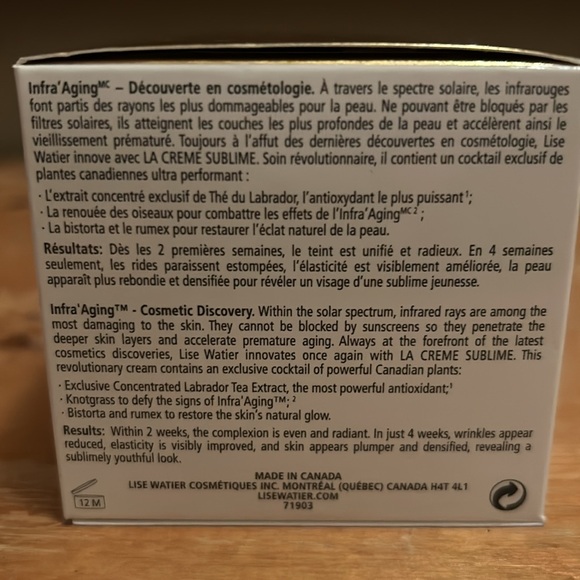 Infra'Aging MC – Découverte en cosmétologie. À travers le spectre solaire, les infrarouges
font partis des rayons les plus dommageables pour la peau. Ne pouvant être bloqués par les
filtres solaires, ils atteignent les couches les plus profondes de la peau et accélèrent ainsi le
vieillissement prématuré. Toujours à l'affut des dernières découvertes en cosmétologie, Lise
Watier innove avec LA CREME SUBLIME. Soin révolutionnaire, il contient un cocktail exclusif de
plantes canadiennes ultra performant :
· L'extrait concentré exclusif de Thé du Labrador, l'antioxydant le plus puissant¹;
· La renouée des oiseaux pour combattre les effets de l'Infra'Aging MC 2 ;
· La bistorta et le rumex pour restaurer l'éclat naturel de la peau.
Résultats: Dès les 2 premières semaines, le teint est unifié et radieux. En 4 semaines
seulement, les rides paraissent estompées, l'élasticité est visiblement améliorée, la peau
apparaît plus rebondie et densifiée pour révéler un visage d'une sublime jeunesse.
Infra'Aging™ - Cosmetic Discovery. Within the solar spectrum, infrared rays are among the
most damaging to the skin. They cannot be blocked by sunscreens so they penetrate the
deeper skin layers and accelerate premature aging. Always at the forefront of the latest
cosmetics discoveries, Lise Watier innovates once again with LA CREME SUBLIME. This
revolutionary cream contains an exclusive cocktail of powerful Canadian plants:
· Exclusive Concentrated Labrador Tea Extract, the most powerful antioxidant;¹
· Knotgrass to defy the signs of Infra'Aging™; ²
· Bistorta and rumex to restore the skin's natural glow.
Results: Within 2 weeks, the complexion is even and radiant. In just 4 weeks, wrinkles appear
reduced, elasticity is visibly improved, and skin appears plumper and densified, revealing a
sublimely youthful look.
MADE IN CANADA
LISE WATIER COSMÉTIQUES INC. MONTRÉAL (QUÉBEC) CANADA H4T 4L1
LISEWATIER.COM
71903
12 M